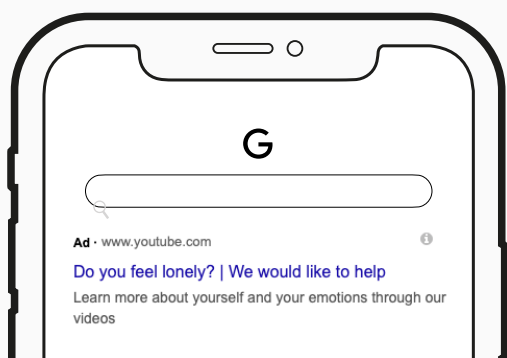 G
Ad · www.youtube.com
Do you feel lonely? | We would like to help
Learn more about yourself and your emotions through our
videos